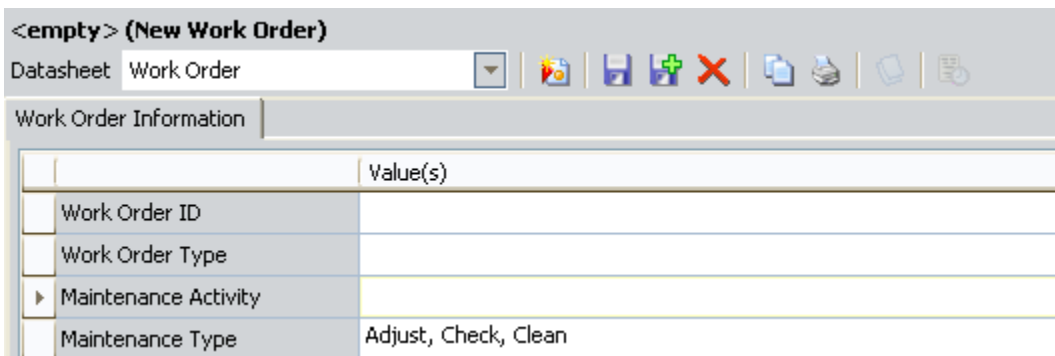 <empty> (New Work Order)
Datasheet Work Order
Work Order Information
Value(s)
Work Order ID
Work Order Type
Maintenance Activity
Maintenance Type Adjust, Check, Clean